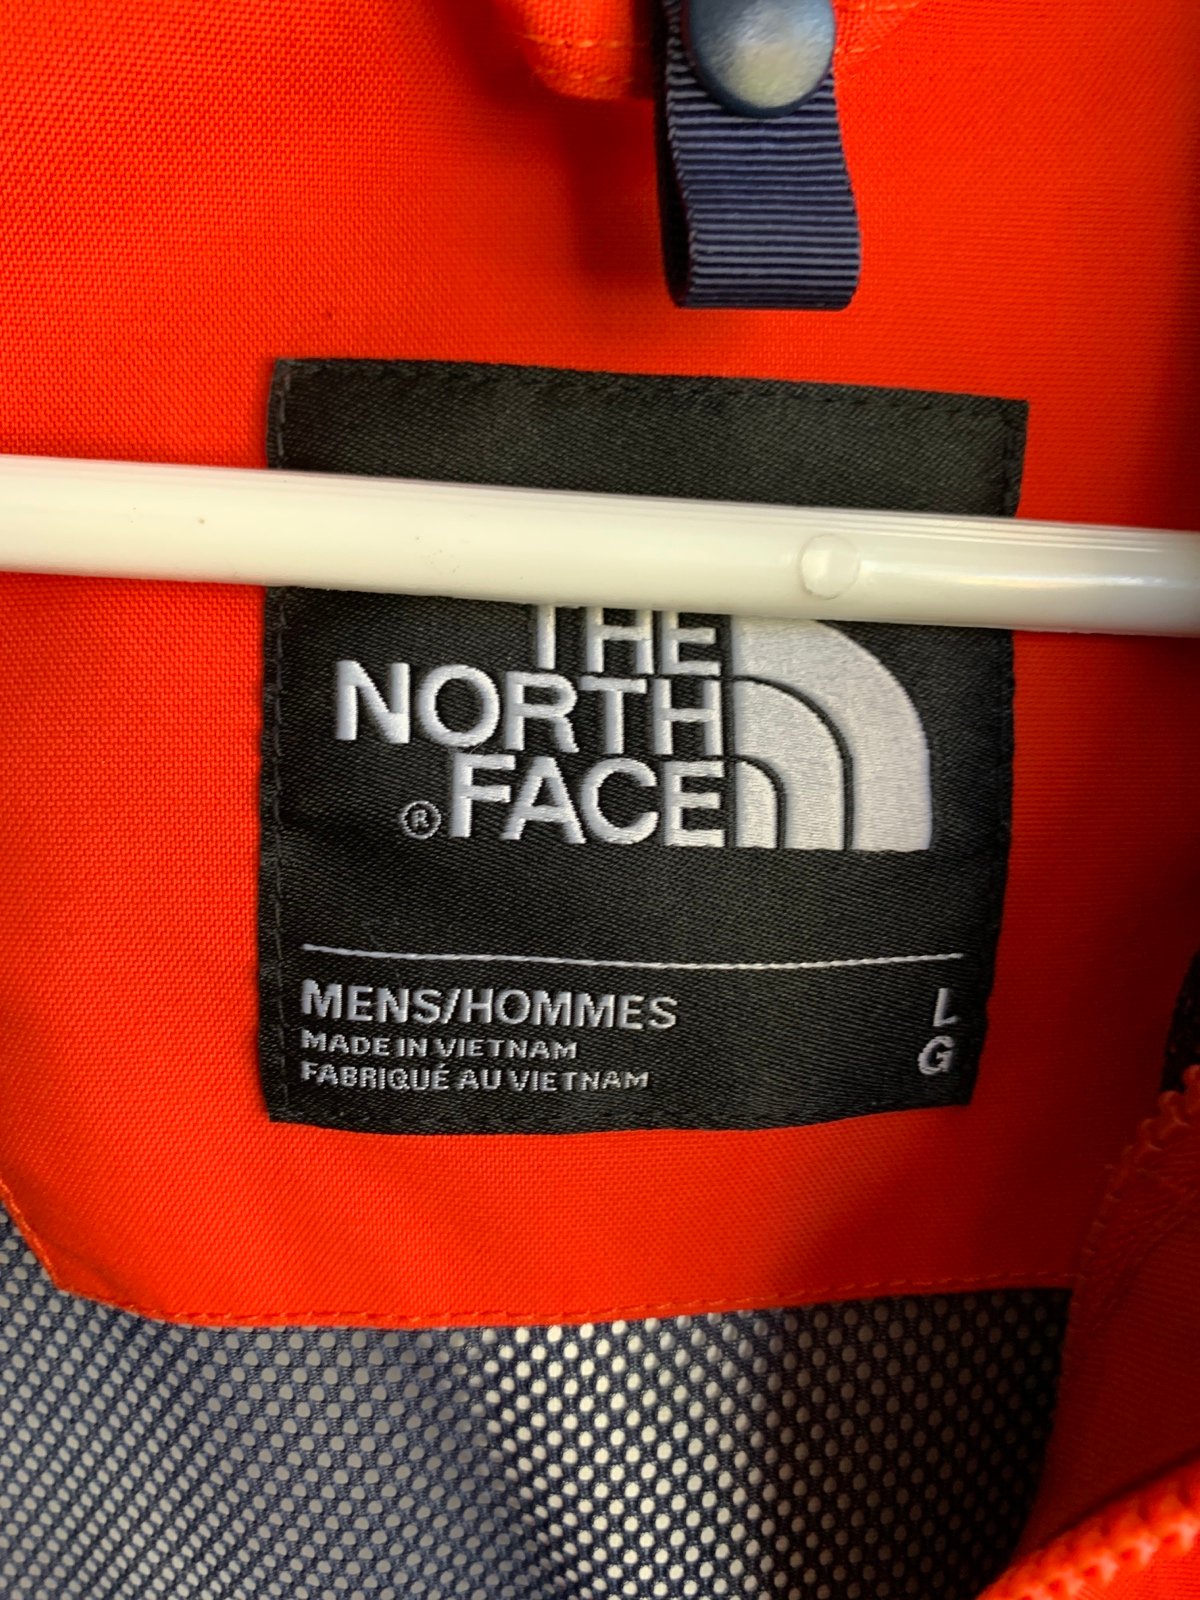 THE
NORTH
® FACE
MENS/HOMMES L
MADE IN VIETNAM G
FABRIQUÉ AU VIETNAM